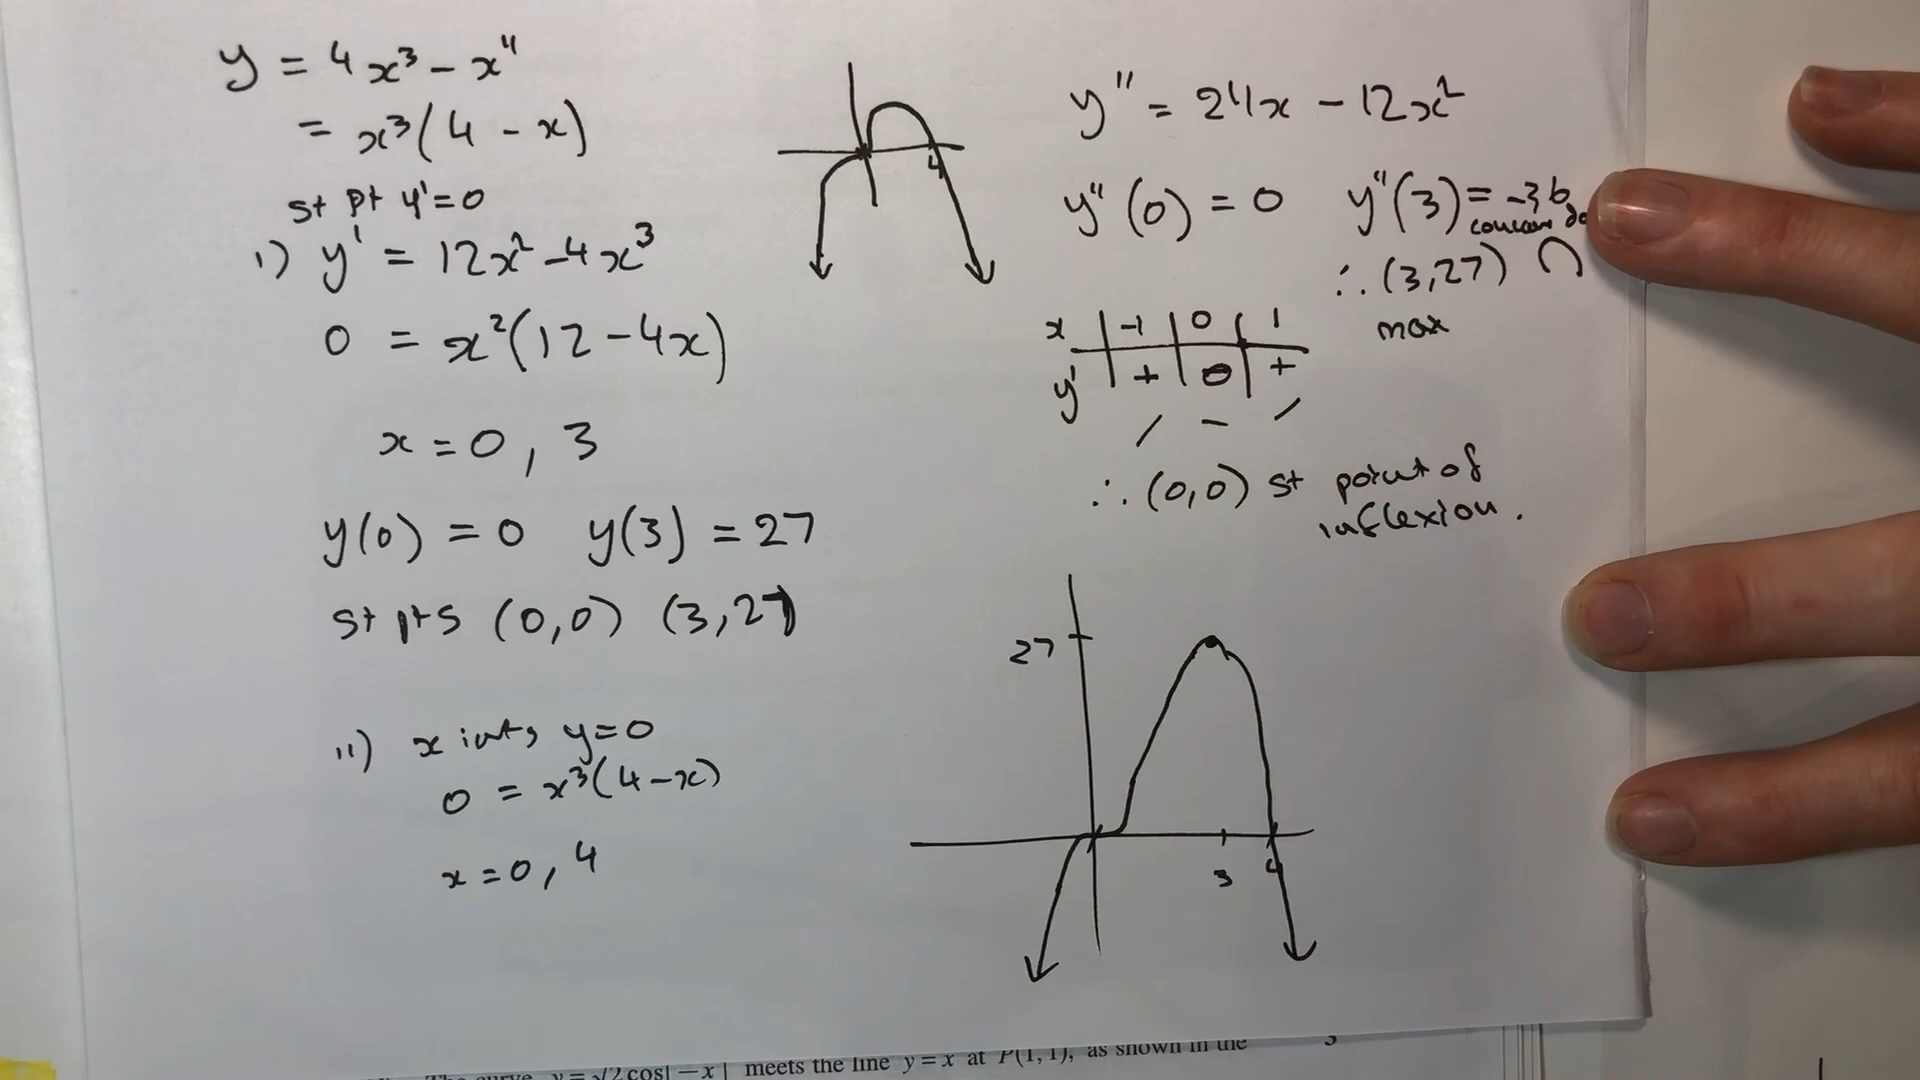 y = 4x³ - x⁴
= x³(4 - x)
st pt y' = 0
i) y' = 12x² - 4x³
0 = x²(12 - 4x)
x = 0, 3
y(0) = 0 y(3) = 27
st pts (0,0) (3,27)
ii) x ints y = 0
0 = x³(4 - x)
x = 0, 4
4
y'' = 24x - 12x²
y''(0) = 0 y''(3) = -36
∴ (3,27)
max
x -1 0 1
y' + 0 +
∴ (0,0) st point of
inflexion.
27
3 4
meets the line y = x at P(1, 1), as shown in the
3